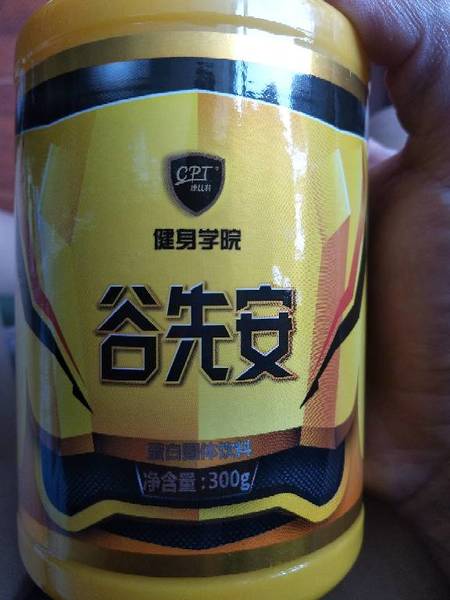 CPT
健身学院
谷先安
蛋白固体饮料
净含量:300g